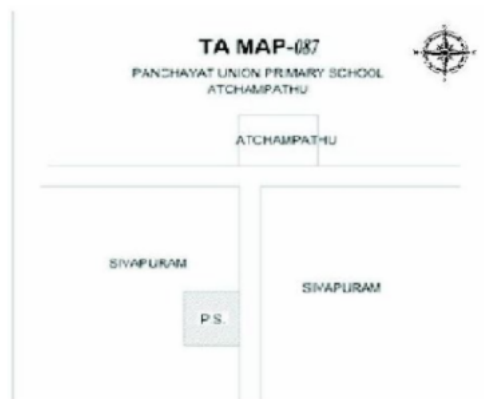 TA MAP-087
PANCHAYAT UNION PRIMARY SCHOOL
ATCHAMPATHU
ATCHAMPATHU
SIVAPURAM
SIVAPURAM
P.S.